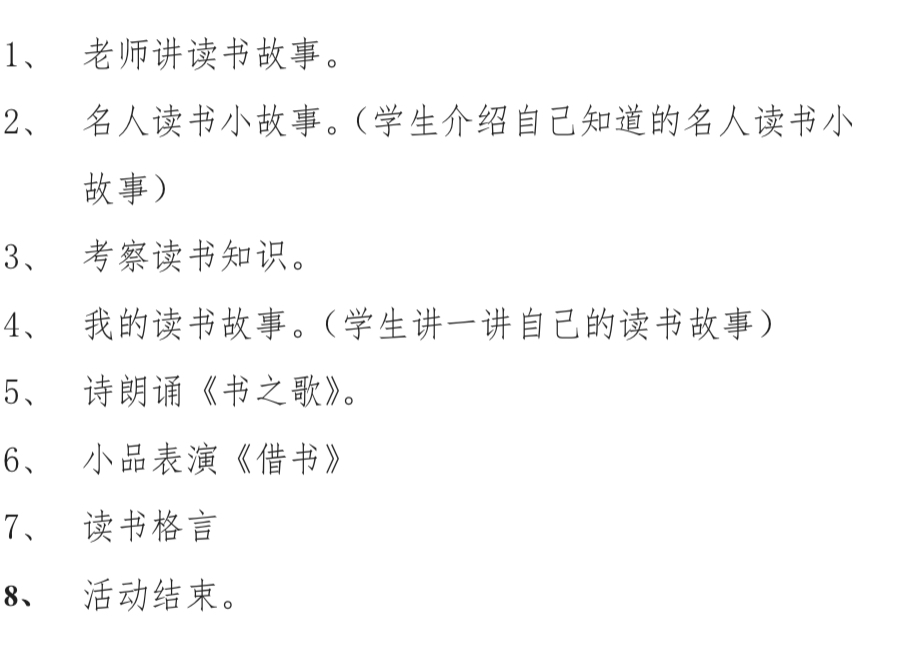 1、 老师讲读书故事。
2、 名人读书小故事。（学生介绍自己知道的名人读书小
故事）
3、 考察读书知识。
4、 我的读书故事。（学生讲一讲自己的读书故事）
5、 诗朗诵《书之歌》。
6、 小品表演《借书》
7、 读书格言
8、 活动结束。